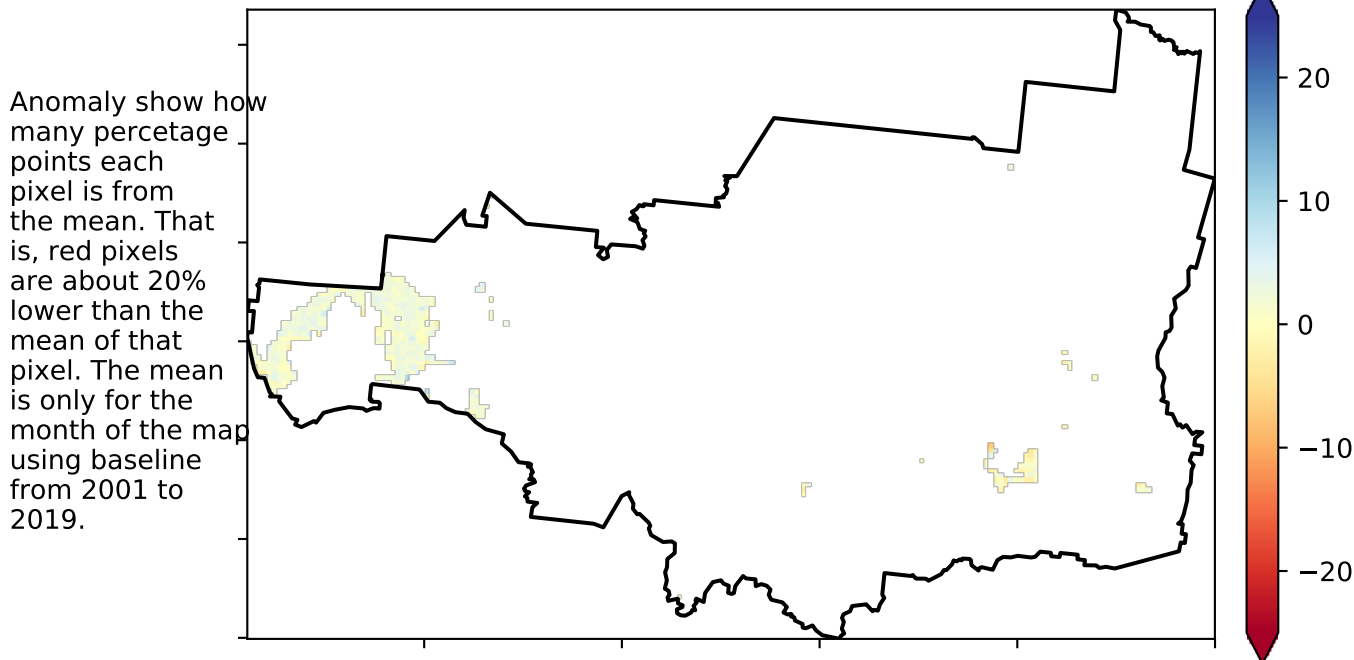 Anomaly show how
many percetage
points each
pixel is from
the mean. That
is, red pixels
are about 20%
lower than the
mean of that
pixel. The mean
is only for the
month of the map
using baseline
from 2001 to
2019.
20
10
0
−10
−20